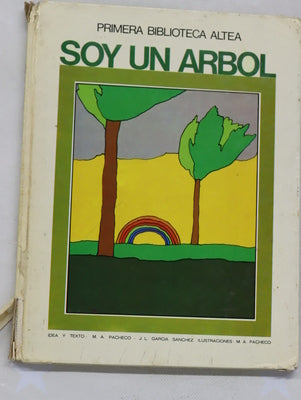 PRIMERA BIBLIOTECA ALTEA
SOY UN ARBOL
IDEA Y TEXTO - M. A. PACHECO - J. L. GARCIA SANCHEZ ILUSTRACIONES M. A. PACHECO